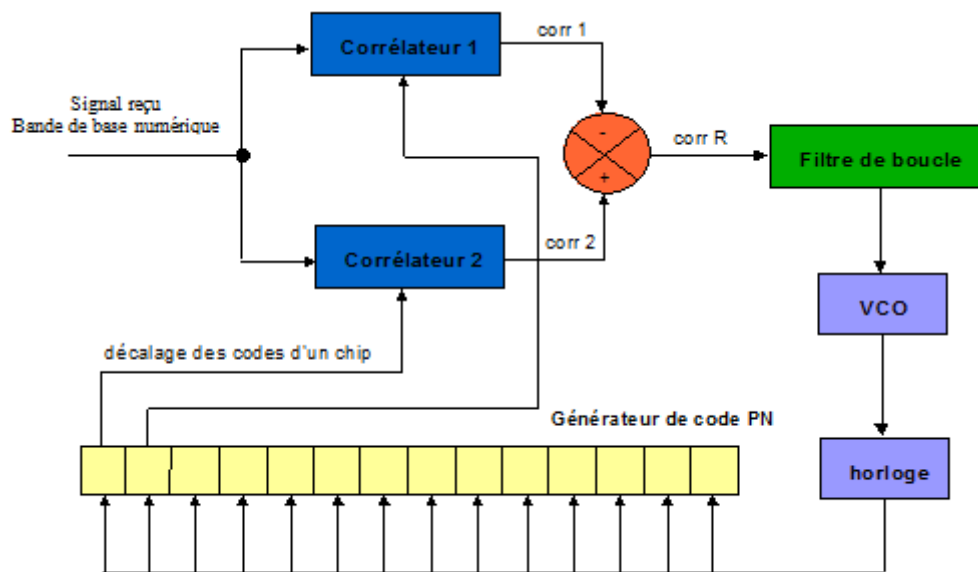 Corrélateur 1
corr 1
Signal reçu
Bande de base numérique
-
+
corr R
Filtre de boucle
Corrélateur 2
corr 2
VCO
décalage des codes d'un chip
Générateur de code PN
horloge